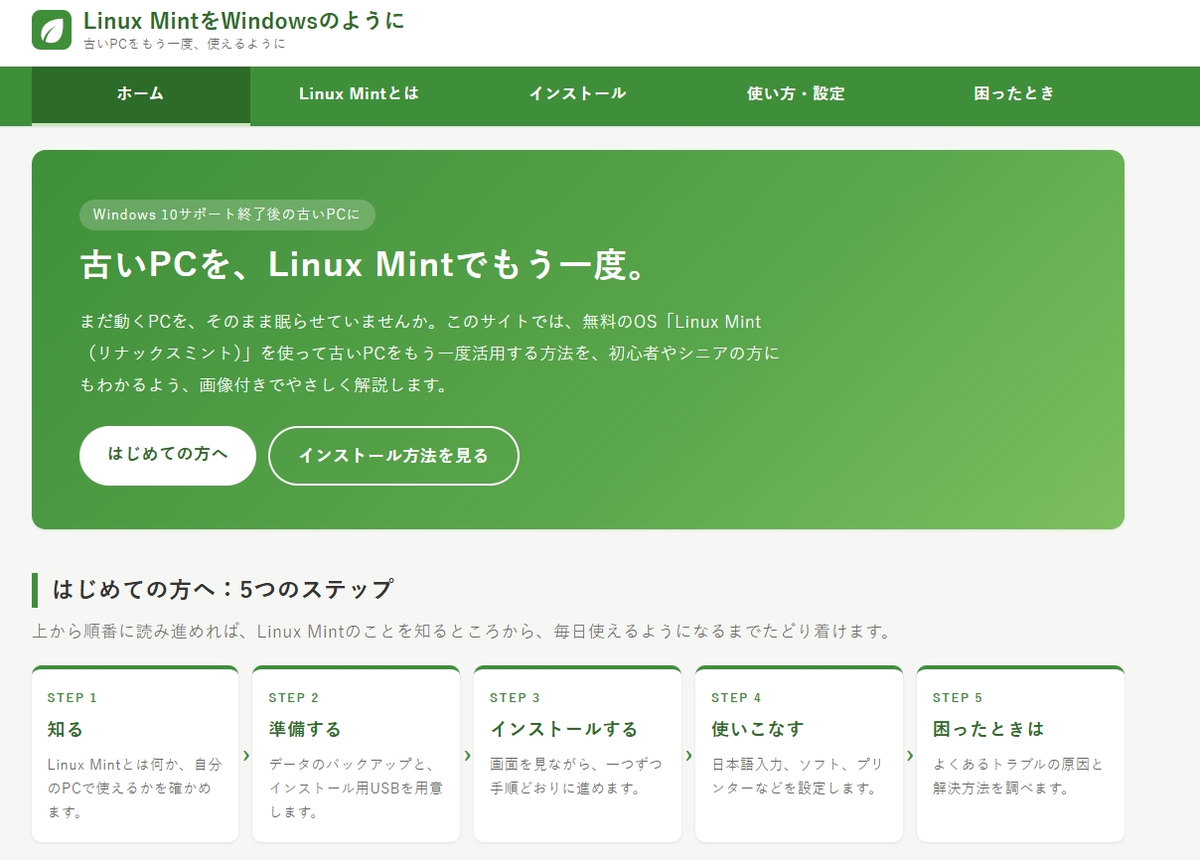 Linux MintをWindowsのように
古いPCをもう一度、使えるように
ホーム
Linux Mintとは
インストール
使い方・設定
困ったとき
Windows 10サポート終了後の古いPCに
古いPCを、Linux Mintでもう一度。
まだ動くPCを、そのまま眠らせていませんか。このサイトでは、無料のOS「Linux Mint
（リナックスミント）」を使って古いPCをもう一度活用する方法を、初心者やシニアの方に
もわかるよう、画像付きでやさしく解説します。
はじめての方へ
インストール方法を見る
はじめての方へ：5つのステップ
上から順番に読み進めれば、Linux Mintのことを知るところから、毎日使えるようになるまでたどり着けます。
STEP 1
知る
Linux Mintとは何か、自分
のPCで使えるかを確かめ
ます。
›
STEP 2
準備する
データのバックアップと、
インストール用USBを用意
します。
›
STEP 3
インストールする
画面を見ながら、一つずつ
手順どおりに進めます。
›
STEP 4
使いこなす
日本語入力、ソフト、プリ
ンターなどを設定します。
›
STEP 5
困ったときは
よくあるトラブルの原因と
解決方法を調べます。